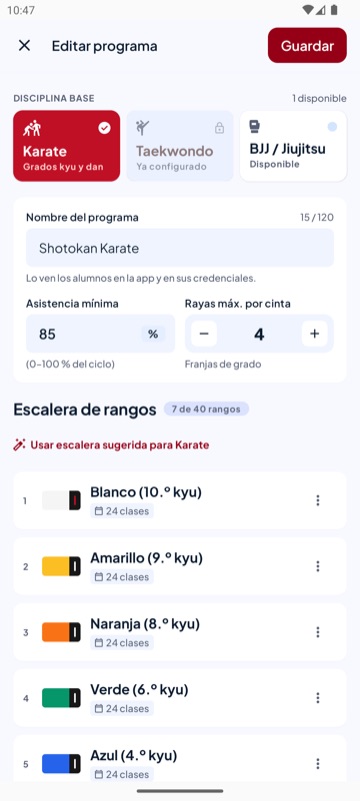 10:47
Editar programa
Guardar
DISCIPLINA BASE
1 disponible
Karate
Grados kyu y dan
Taekwondo
Ya configurado
BJJ / Jiujitsu
Disponible
Nombre del programa
15 / 120
Shotokan Karate
Lo ven los alumnos en la app y en sus credenciales.
Asistencia mínima
Rayas máx. por cinta
85
%
−
4
+
(0–100 % del ciclo)
Franjas de grado
Escalera de rangos
7 de 40 rangos
Usar escalera sugerida para Karate
1
Blanco (10.º kyu)
24 clases
2
Amarillo (9.º kyu)
24 clases
3
Naranja (8.º kyu)
24 clases
4
Verde (6.º kyu)
24 clases
5
Azul (4.º kyu)
24 clases